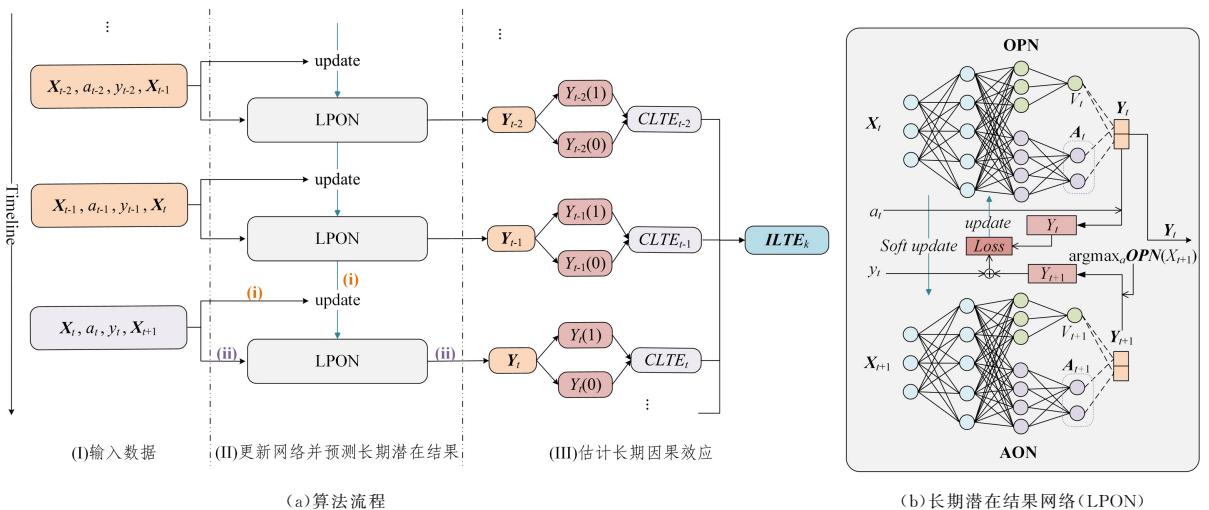 ⋮
Timeline
X_{t-2}, a_{t-2}, y_{t-2}, X_{t-1}
update
LPON
X_{t-1}, a_{t-1}, y_{t-1}, X_t
update
LPON
(i)
(i)
X_t, a_t, y_t, X_{t+1}
update
(ii)
LPON
(ii)
⋮
Y_{t-2}
Y_{t-2}(1)
Y_{t-2}(0)
CLTE_{t-2}
Y_{t-1}
Y_{t-1}(1)
Y_{t-1}(0)
CLTE_{t-1}
ILTE_k
Y_t
Y_t(1)
Y_t(0)
CLTE_t
⋮
(I)输入数据
(II)更新网络并预测长期潜在结果
(III)估计长期因果效应
(a)算法流程
OPN
X_t
V_t
A_t
Y_t
a_t
update
Y_t
Y_t
Soft update
Loss
argmax_a OPN(X_{t+1})
y_t
Y_{t+1}
X_{t+1}
V_{t+1}
Y_{t+1}
A_{t+1}
AON
(b)长期潜在结果网络(LPON)